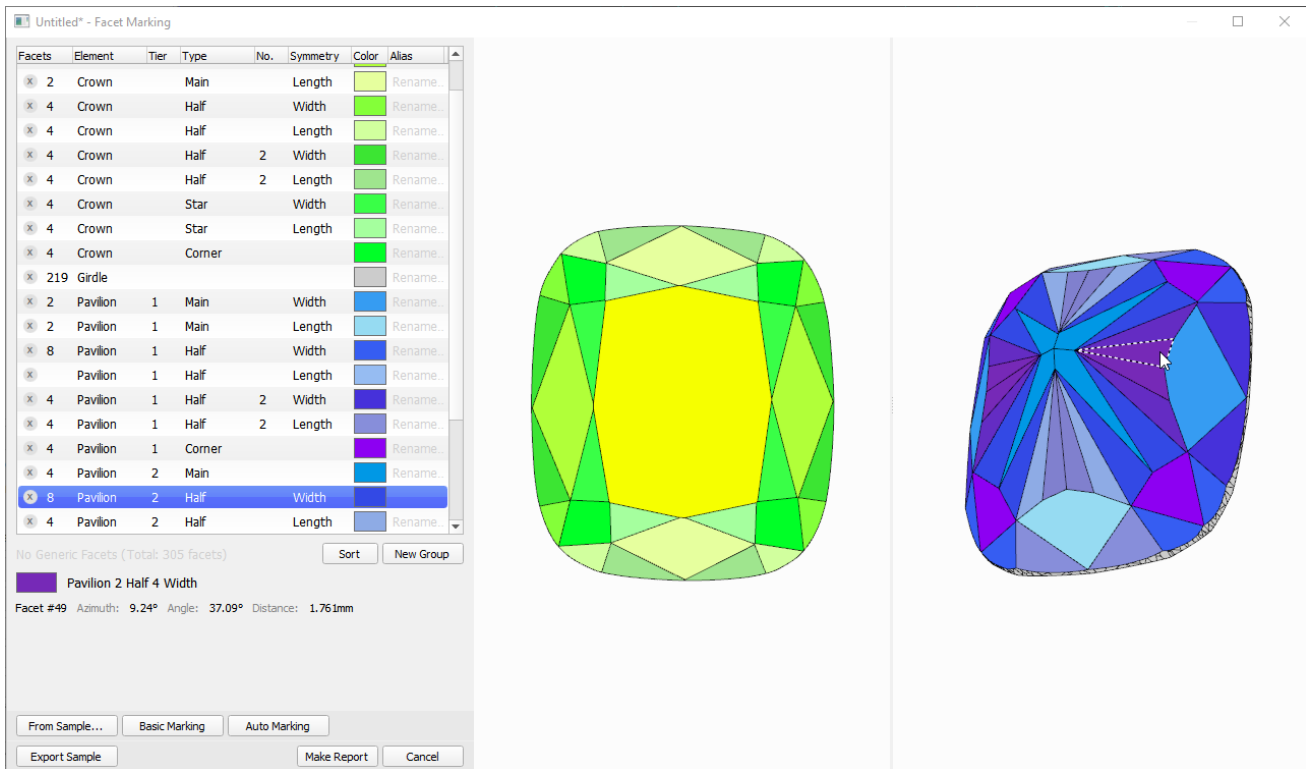 Untitled* - Facet Marking
Facets Element Tier Type No. Symmetry Color Alias
x 2 Crown Main Length Rename..
x 4 Crown Half Width Rename..
x 4 Crown Half Length Rename..
x 4 Crown Half 2 Width Rename..
x 4 Crown Half 2 Length Rename..
x 4 Crown Star Width Rename..
x 4 Crown Star Length Rename..
x 4 Crown Corner Rename..
x 219 Girdle Rename..
x 2 Pavilion 1 Main Width Rename..
x 2 Pavilion 1 Main Length Rename..
x 8 Pavilion 1 Half Width Rename..
x Pavilion 1 Half Length Rename..
x 4 Pavilion 1 Half 2 Width Rename..
x 4 Pavilion 1 Half 2 Length Rename..
x 4 Pavilion 1 Corner Rename..
x 4 Pavilion 2 Main Rename..
x 8 Pavilion 2 Half Width
x 4 Pavilion 2 Half Length Rename..
No Generic Facets (Total: 305 facets) Sort New Group
Pavilion 2 Half 4 Width
Facet #49 Azimuth: 9.24° Angle: 37.09° Distance: 1.761mm
From Sample... Basic Marking Auto Marking
Export Sample Make Report Cancel